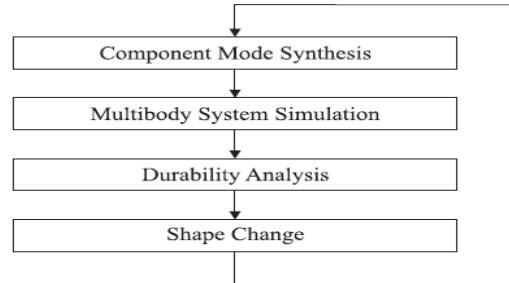 Component Mode Synthesis
Multibody System Simulation
Durability Analysis
Shape Change